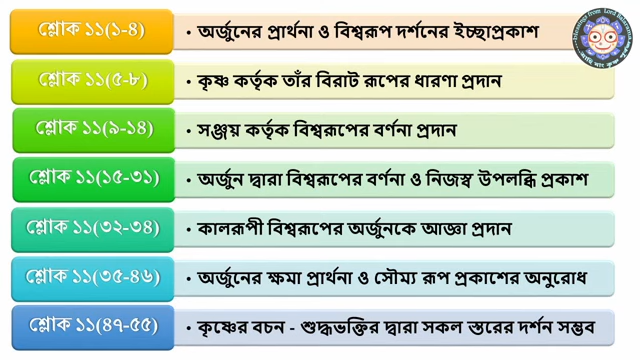 শ্লোক ১১(১-৪)
• অর্জুনের প্রার্থনা ও বিশ্বরূপ দর্শনের ইচ্ছাপ্রকাশ
শ্লোক ১১(৫-৮)
• কৃষ্ণ কর্তৃক তাঁর বিরাট রূপের ধারণা প্রদান
শ্লোক ১১(৯-১৪)
• সঞ্জয় কর্তৃক বিশ্বরূপের বর্ণনা প্রদান
শ্লোক ১১(১৫-৩১)
• অর্জুন দ্বারা বিশ্বরূপের বর্ণনা ও নিজস্ব উপলব্ধি প্রকাশ
শ্লোক ১১(৩২-৩৪)
• কালরূপী বিশ্বরূপের অর্জুনকে আজ্ঞা প্রদান
শ্লোক ১১(৩৫-৪৬)
• অর্জুনের ক্ষমা প্রার্থনা ও সৌম্য রূপ প্রকাশের অনুরোধ
শ্লোক ১১(৪৭-৫৫)
• কৃষ্ণের বচন - শুদ্ধভক্তির দ্বারা সকল স্তরের দর্শন সম্ভব